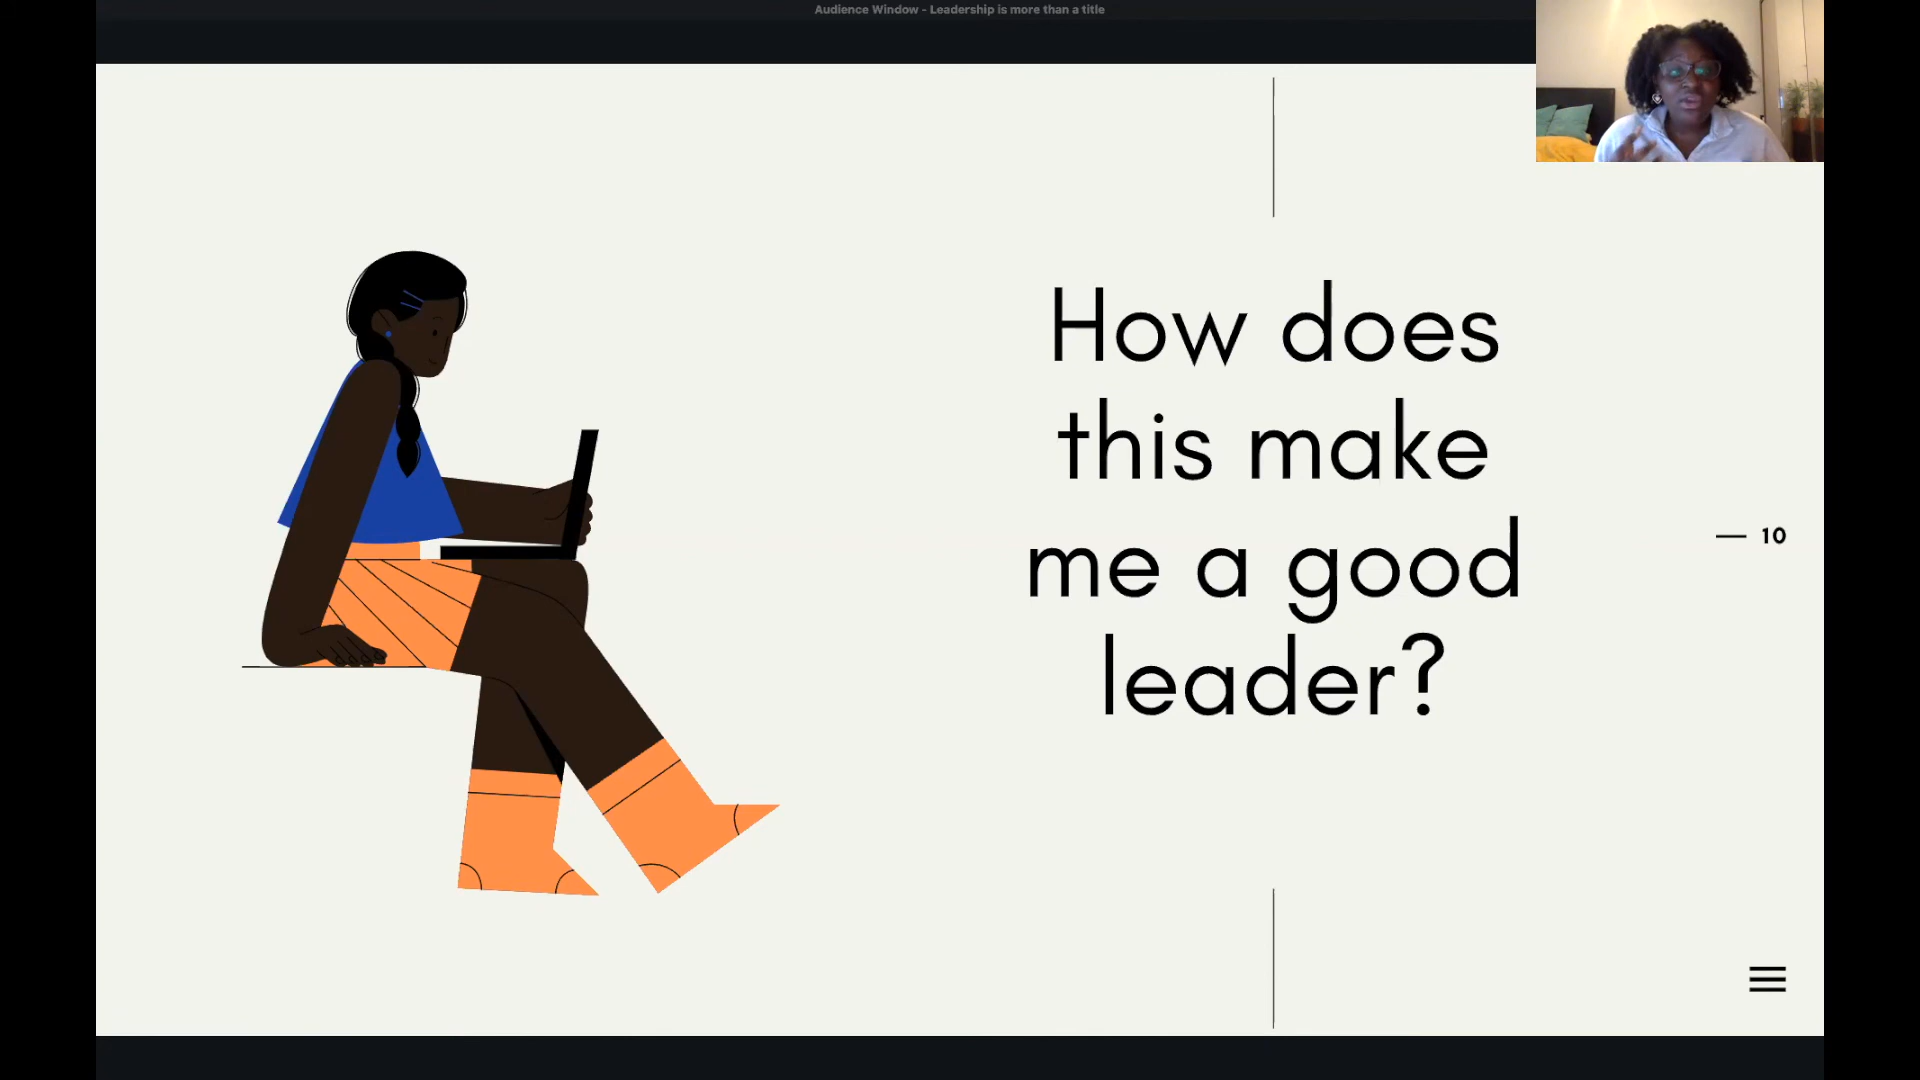 Audience Window - Leadership is more than a title
How does
this make
me a good
leader?
— 10